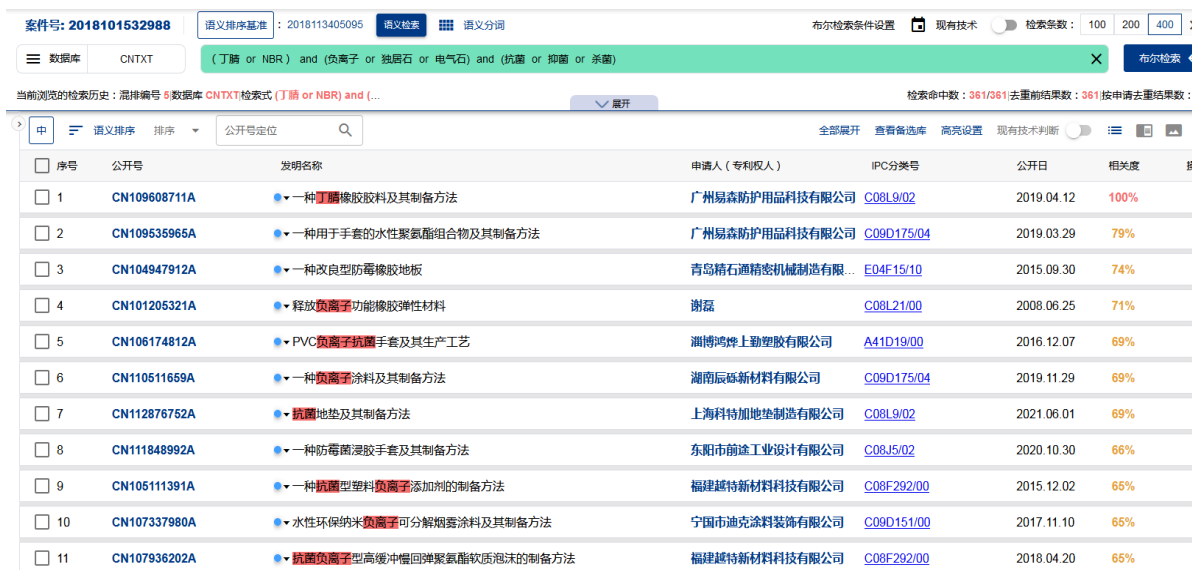 案件号: 2018101532988 语义排序基准 : 2018113405095 语义检索 语义分词 布尔检索条件设置 现有技术 检索条数： 100 200 400
数据库 CNTXT (丁腈 or NBR) and (负离子 or 独居石 or 电气石) and (抗菌 or 抑菌 or 杀菌) 布尔检索
当前浏览的检索历史：混排编号 5|数据库 CNTXT|检索式 (丁腈 or NBR) and (... 展开 检索命中数：361/361|去重前结果数：361|按申请去重结果数：
中 语义排序 排序 公开号定位 全部展开 查看备选库 高亮设置 现有技术判断
序号 公开号 发明名称 申请人（专利权人） IPC分类号 公开日 相关度
1 CN109608711A 一种丁腈橡胶胶料及其制备方法 广州易森防护用品科技有限公司 C08L9/02 2019.04.12 100%
2 CN109535965A 一种用于手套的水性聚氨酯组合物及其制备方法 广州易森防护用品科技有限公司 C09D175/04 2019.03.29 79%
3 CN104947912A 一种改良型防霉橡胶地板 青岛精石通精密机械制造有限... E04F15/10 2015.09.30 74%
4 CN101205321A 释放负离子功能橡胶弹性材料 谢磊 C08L21/00 2008.06.25 71%
5 CN106174812A PVC负离子抗菌手套及其生产工艺 淄博鸿烨上勤塑胶有限公司 A41D19/00 2016.12.07 69%
6 CN110511659A 一种负离子涂料及其制备方法 湖南辰砾新材料有限公司 C09D175/04 2019.11.29 69%
7 CN112876752A 抗菌地垫及其制备方法 上海科特加地垫制造有限公司 C08L9/02 2021.06.01 69%
8 CN111848992A 一种防霉菌浸胶手套及其制备方法 东阳市前途工业设计有限公司 C08J5/02 2020.10.30 66%
9 CN105111391A 一种抗菌型塑料负离子添加剂的制备方法 福建越特新材料科技有限公司 C08F292/00 2015.12.02 65%
10 CN107337980A 水性环保纳米负离子可分解烟雾涂料及其制备方法 宁国市迪克涂料装饰有限公司 C09D151/00 2017.11.10 65%
11 CN107936202A 抗菌负离子型高缓冲慢回弹聚氨酯软质泡沫的制备方法 福建越特新材料科技有限公司 C08F292/00 2018.04.20 65%